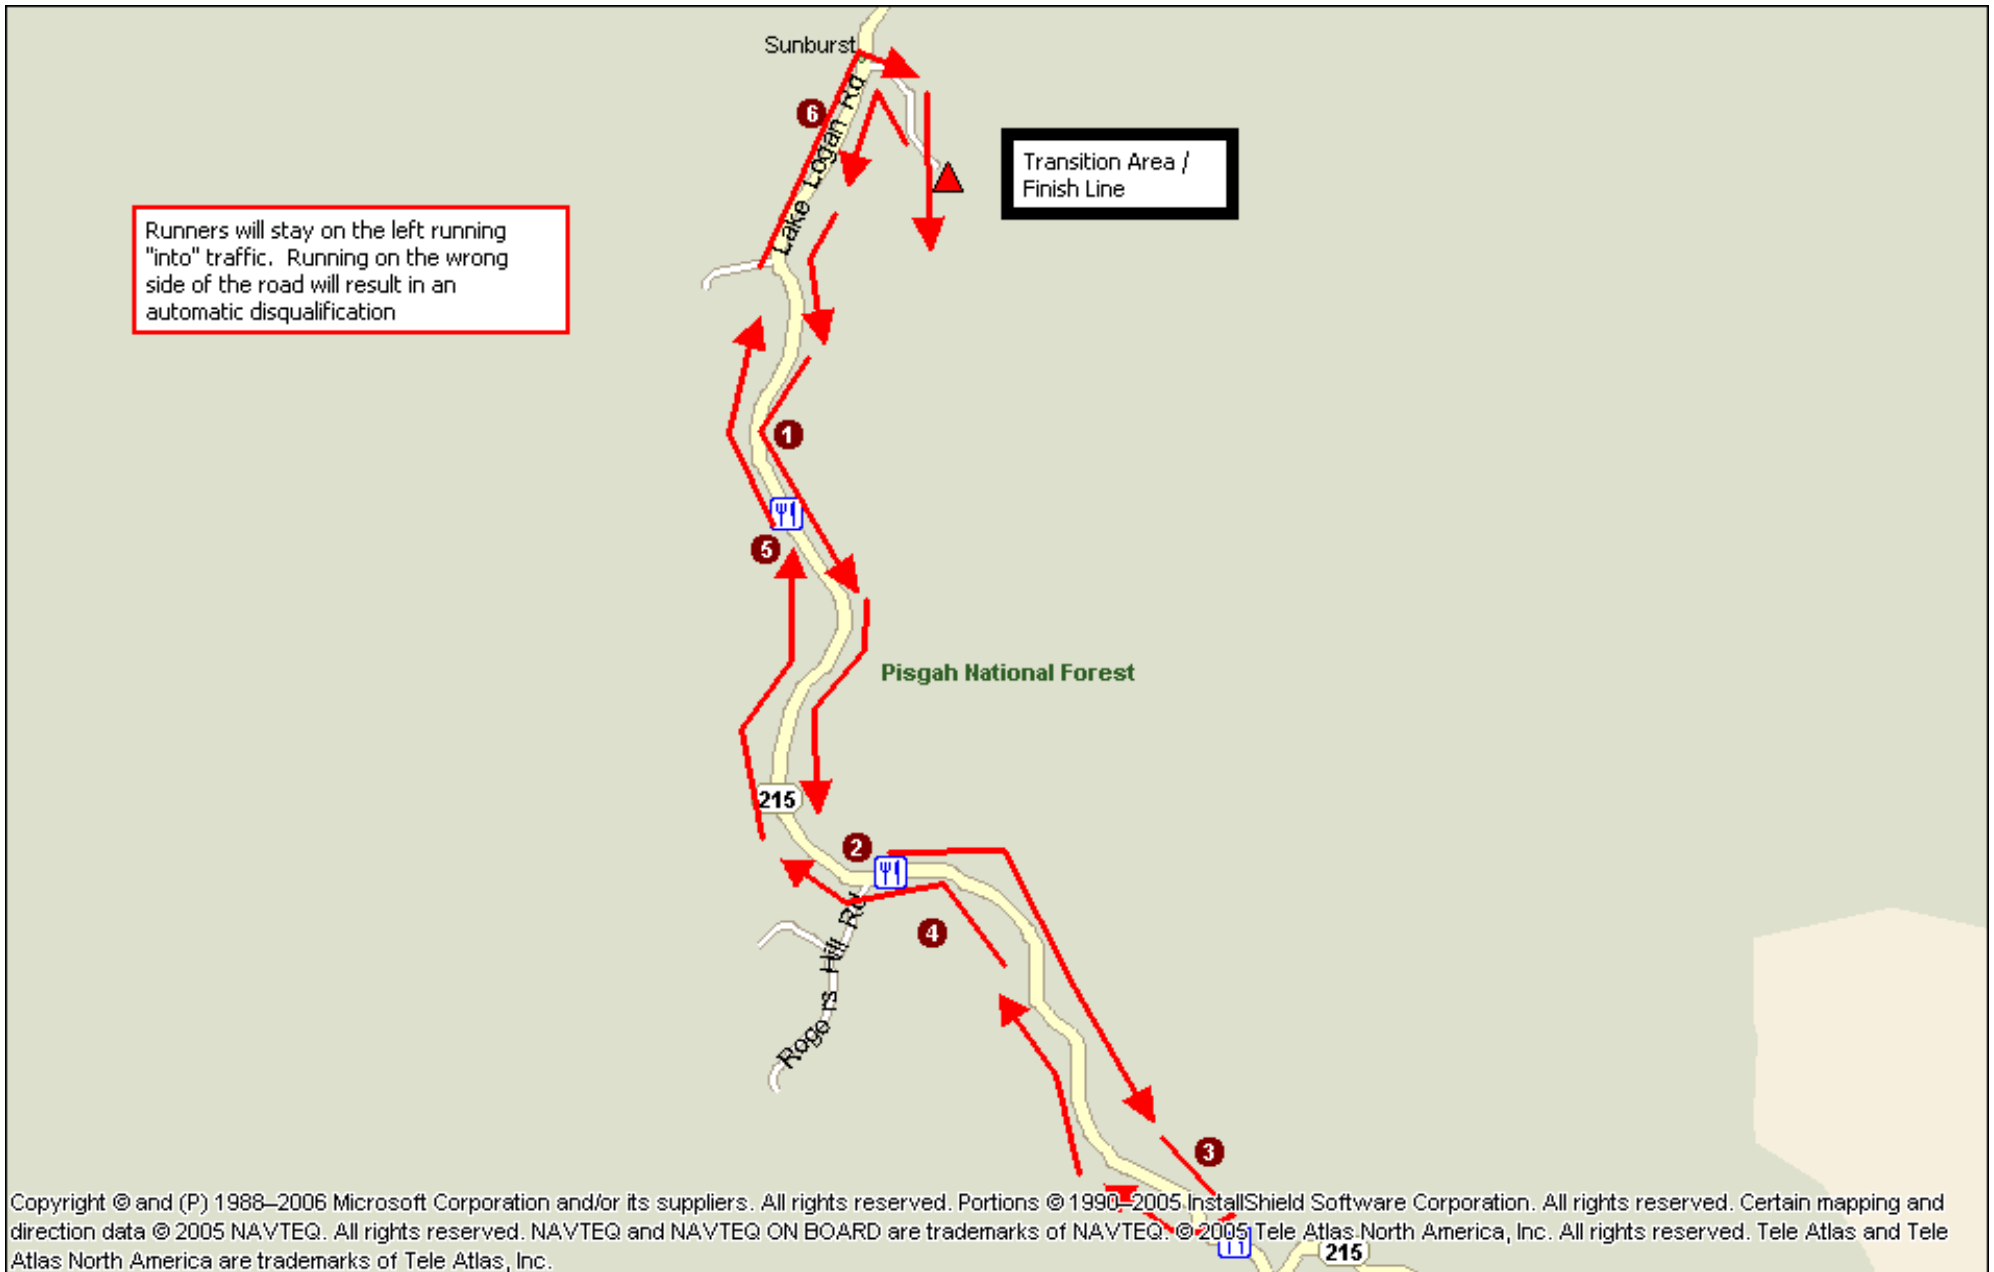 Sunburst
6
Lake Logan Rd
Transition Area /
Finish Line
Runners will stay on the left running
"into" traffic.  Running on the wrong
side of the road will result in an
automatic disqualification
1
5
Pisgah National Forest
215
2
4
Rogers Hill Rd
3
Copyright © and (P) 1988–2006 Microsoft Corporation and/or its suppliers. All rights reserved. Portions © 1990–2005 InstallShield Software Corporation. All rights reserved. Certain mapping and
direction data © 2005 NAVTEQ. All rights reserved. NAVTEQ and NAVTEQ ON BOARD are trademarks of NAVTEQ. © 2005 Tele Atlas North America, Inc. All rights reserved. Tele Atlas and Tele
Atlas North America are trademarks of Tele Atlas, Inc.
215